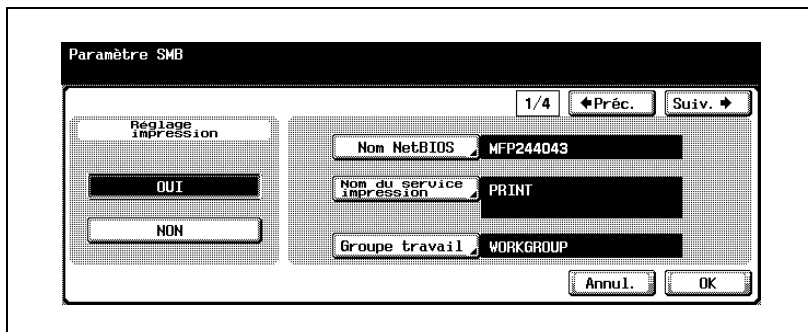 Paramètre SMB
1/4 ←Préc. Suiv. →
Réglage
impression
OUI
NON
Nom NetBIOS MFP244043
Nom du service
impression PRINT
Groupe travail WORKGROUP
Annul. OK